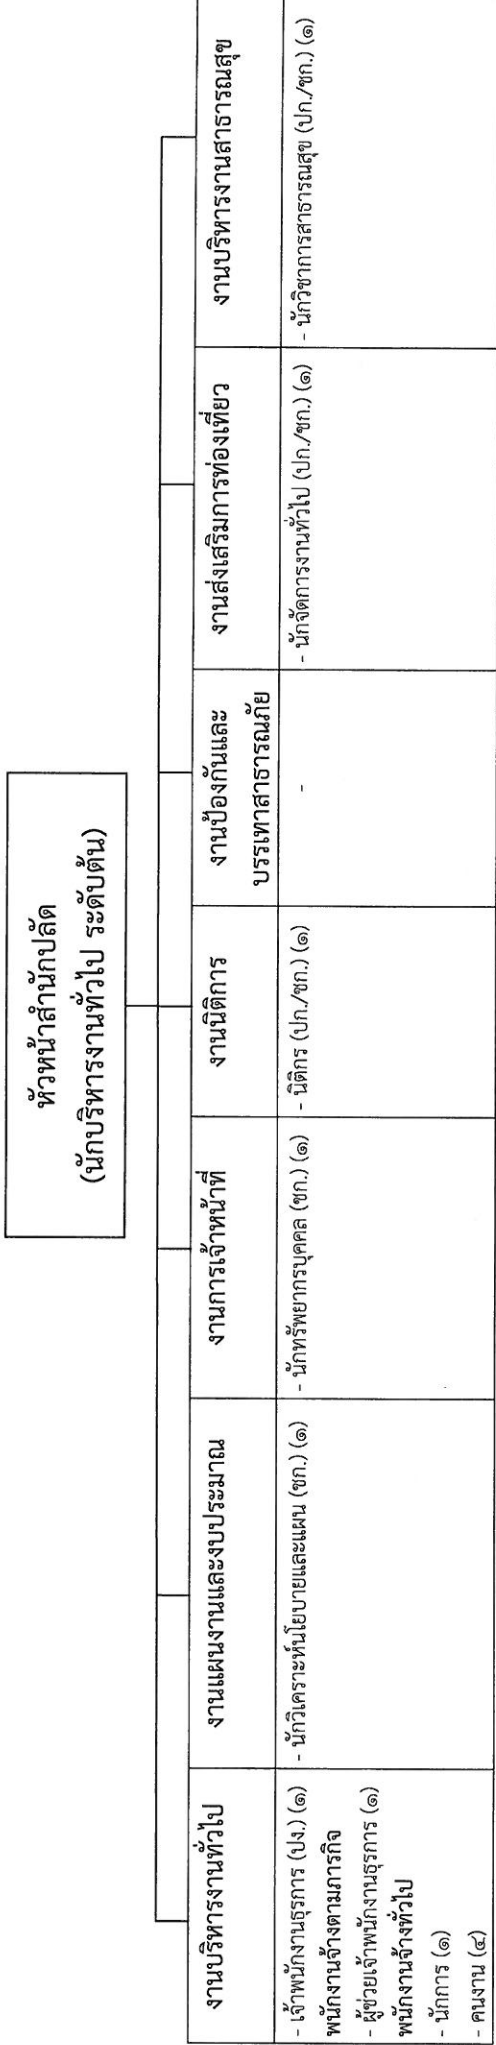 หัวหน้าสำนักปลัด
(นักบริหารงานทั่วไป ระดับต้น)
งานบริหารงานทั่วไป
- เจ้าพนักงานธุรการ (ปง.) (๑)
พนักงานจ้างตามภารกิจ
- ผู้ช่วยเจ้าพนักงานธุรการ (๑)
พนักงานจ้างทั่วไป
- นักการ (๑)
- คนงาน (๔)
งานแผนงานและงบประมาณ
- นักวิเคราะห์นโยบายและแผน (ชก.) (๑)
งานการเจ้าหน้าที่
- นักทรัพยากรบุคคล (ชก.) (๑)
งานนิติการ
- นิติกร (ปก./ชก.) (๑)
งานป้องกันและ
บรรเทาสาธารณภัย
-
งานส่งเสริมการท่องเที่ยว
- นักจัดการงานทั่วไป (ปก./ชก.) (๑)
งานบริหารงานสาธารณสุข
- นักวิชาการสาธารณสุข (ปก./ชก.) (๑)